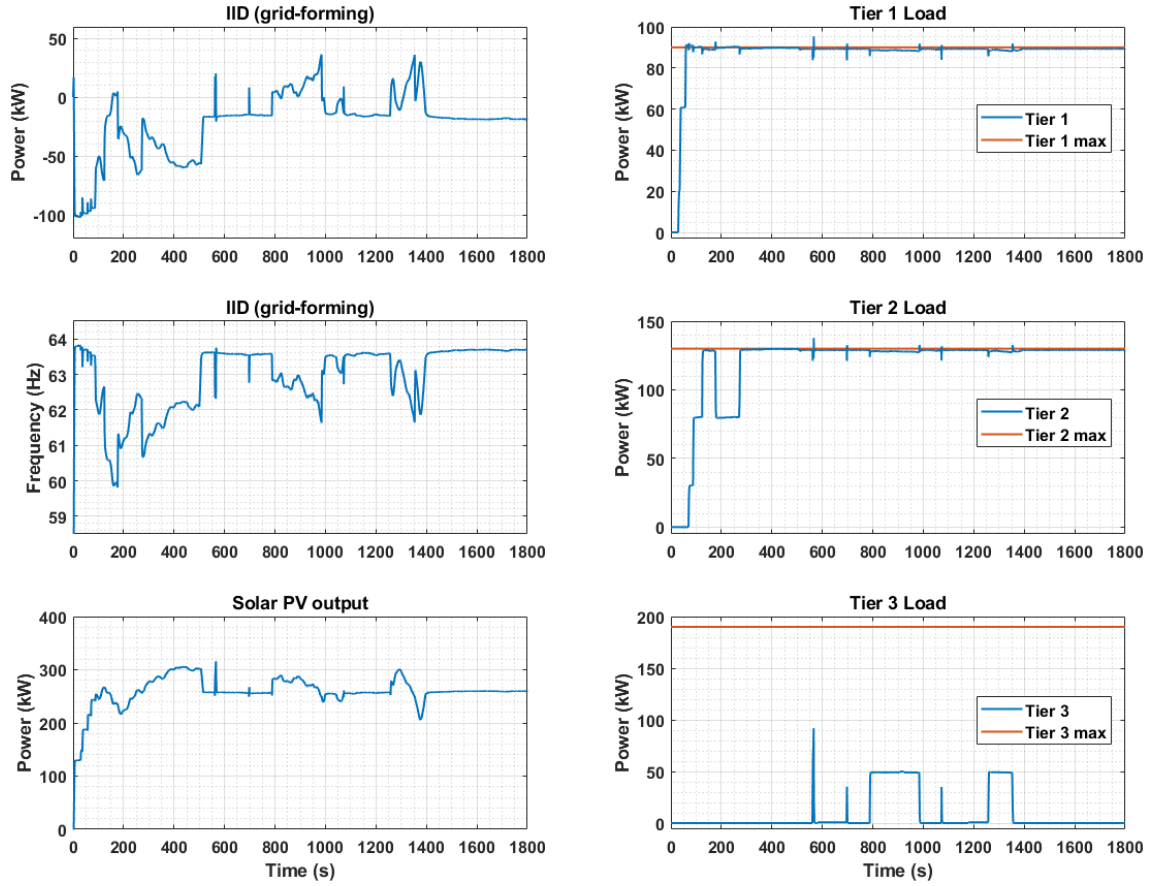 IID (grid-forming)
Power (kW)
50
0
-50
-100
0 200 400 600 800 1000 1200 1400 1600 1800
Tier 1 Load
Power (kW)
100
80
60
40
20
0
Tier 1
Tier 1 max
0 200 400 600 800 1000 1200 1400 1600 1800
IID (grid-forming)
Frequency (Hz)
64
63
62
61
60
59
0 200 400 600 800 1000 1200 1400 1600 1800
Tier 2 Load
Power (kW)
150
100
50
0
Tier 2
Tier 2 max
0 200 400 600 800 1000 1200 1400 1600 1800
Solar PV output
Power (kW)
400
300
200
100
0
0 200 400 600 800 1000 1200 1400 1600 1800
Time (s)
Tier 3 Load
Power (kW)
200
150
100
50
0
Tier 3
Tier 3 max
0 200 400 600 800 1000 1200 1400 1600 1800
Time (s)